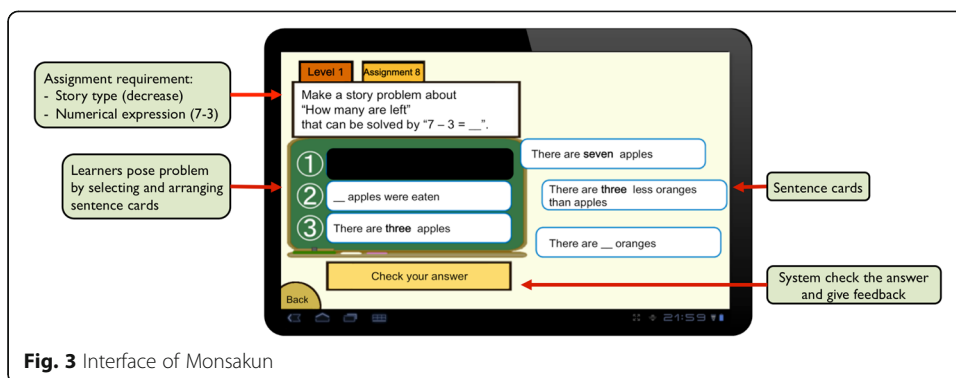 Assignment requirement:
- Story type (decrease)
- Numerical expression (7-3)
Learners pose problem
by selecting and arranging
sentence cards
Level 1
Assignment 8
Make a story problem about
“How many are left”
that can be solved by “7 – 3 = __”.
1
2
__ apples were eaten
3
There are three apples
There are seven apples
There are three less oranges
than apples
There are __ oranges
Check your answer
Back
21:59
Sentence cards
System check the answer
and give feedback
Fig. 3 Interface of Monsakun